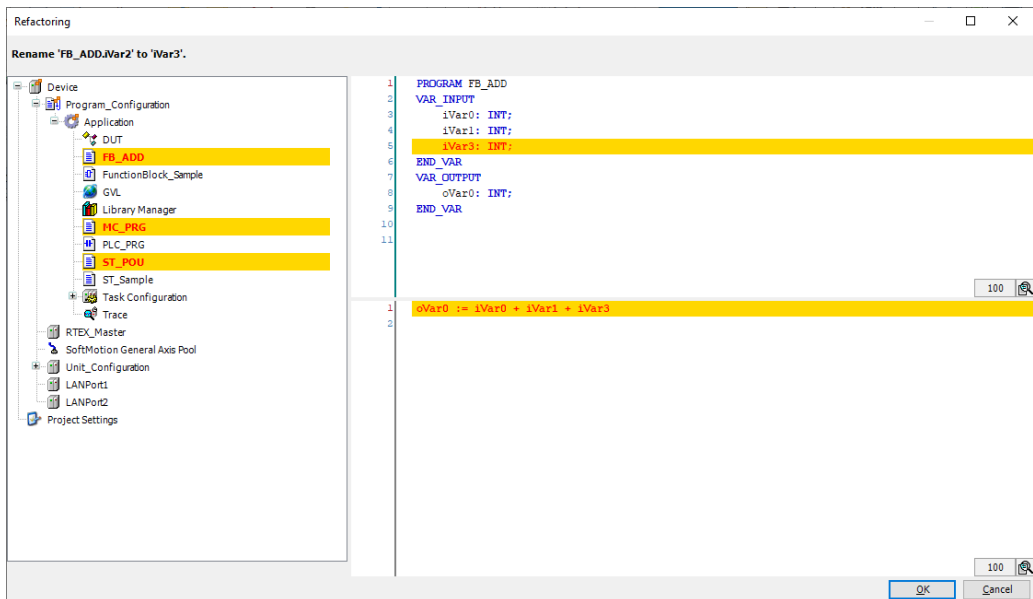 Refactoring
Rename 'FB_ADD.iVar2' to 'iVar3'.
Device
Program_Configuration
Application
DUT
FB_ADD
FunctionBlock_Sample
GVL
Library Manager
MC_PRG
PLC_PRG
ST_POU
ST_Sample
Task Configuration
Trace
RTEX_Master
SoftMotion General Axis Pool
Unit_Configuration
LANPort1
LANPort2
Project Settings
1 PROGRAM FB_ADD
2 VAR_INPUT
3 iVar0: INT;
4 iVar1: INT;
5 iVar3: INT;
6 END_VAR
7 VAR_OUTPUT
8 oVar0: INT;
9 END_VAR
10
11
100
1 oVar0 := iVar0 + iVar1 + iVar3
2
100
OK Cancel